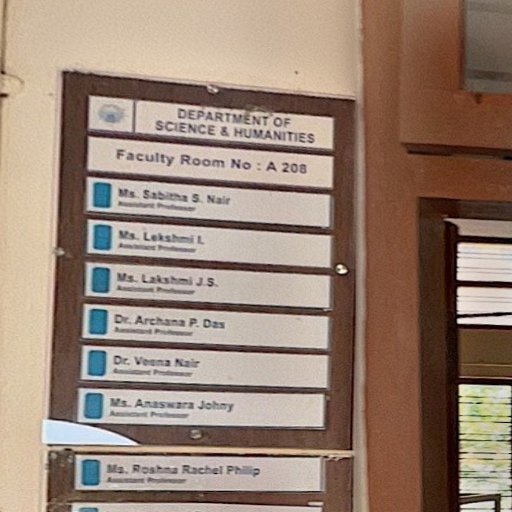 DEPARTMENT OF
SCIENCE & HUMANITIES
Faculty Room No : A 208
Ms. Sabitha S. Nair
Assistant Professor
Ms. Lekshmi I.
Assistant Professor
Ms. Lakshmi J.S.
Assistant Professor
Dr. Archana P. Das
Assistant Professor
Dr. Veena Nair
Assistant Professor
Ms. Anaswara Johny
Assistant Professor
Ms. Roshna Rachel Philip
Assistant Professor